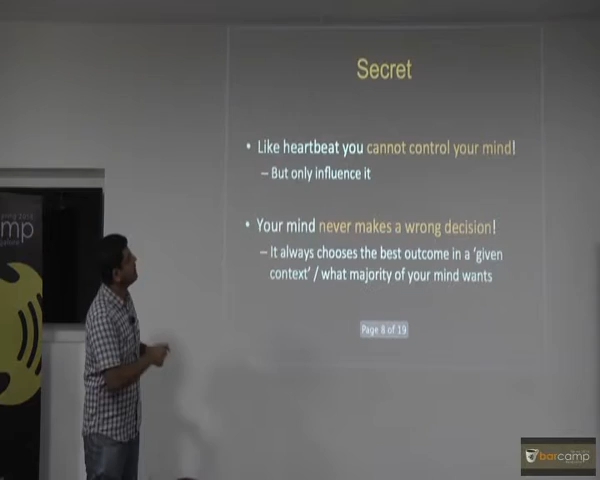 Secret
• Like heartbeat you cannot control your mind!
– But only influence it
• Your mind never makes a wrong decision!
– It always chooses the best outcome in a 'given
context' / what majority of your mind wants
Page 8 of 19
mp
barcamp